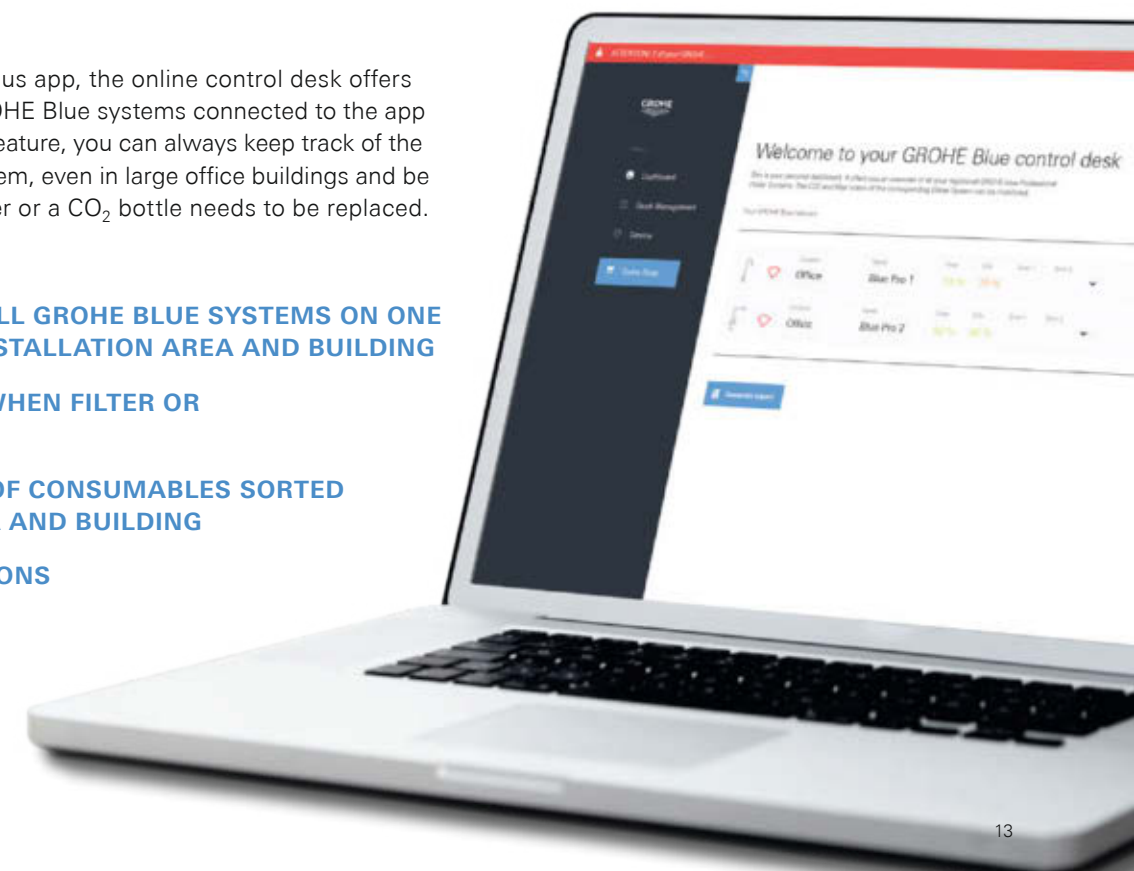 us app, the online control desk offers
OHE Blue systems connected to the app
eature, you can always keep track of the
em, even in large office buildings and be
er or a CO₂ bottle needs to be replaced.
LL GROHE BLUE SYSTEMS ON ONE
STALLATION AREA AND BUILDING
WHEN FILTER OR
OF CONSUMABLES SORTED
AND BUILDING
ONS
GROHE
Welcome to your GROHE Blue control desk
Dashboard
Office
Blue Pro 1
Office
Blue Pro 2
13